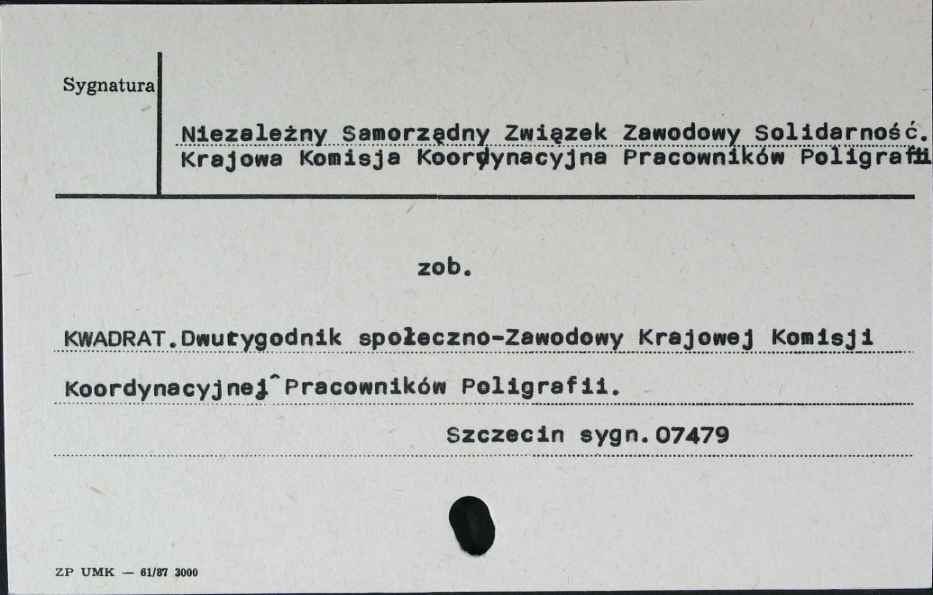 Sygnatura
Niezależny Samorzędny Związek Zawodowy Solidarność.
Krajowa Komisja Koordynacyjna Pracowników Poligrafii
zob.
KWADRAT.Dwutygodnik społeczno-Zawodowy Krajowej Komisji
Koordynacyjnej Pracowników Poligrafii.
Szczecin sygn. 07479
ZP UMK — 61/87 3000